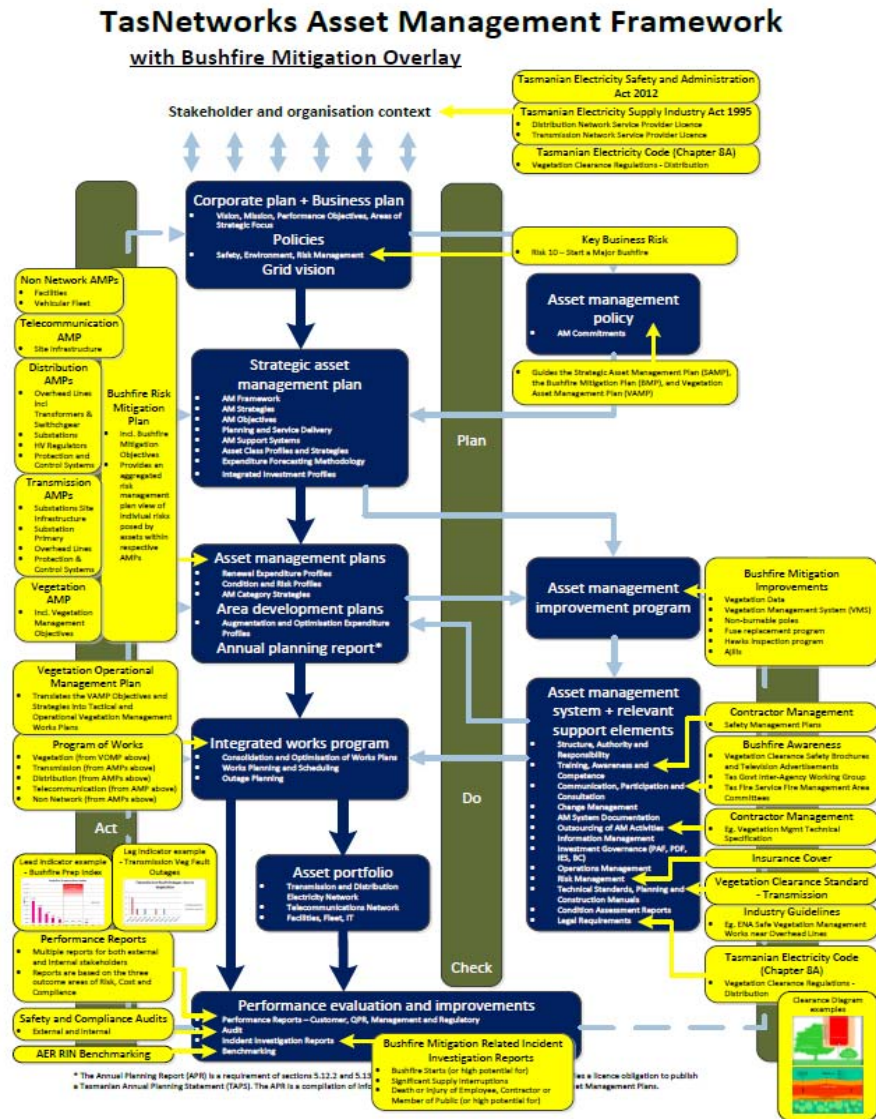 TasNetworks Asset Management Framework
with Bushfire Mitigation Overlay
Stakeholder and organisation context
Tasmanian Electricity Safety and Administration
Act 2012
Tasmanian Electricity Supply Industry Act 1995
• Distribution Network Service Provider Licence
• Transmission Network Service Provider Licence
Tasmanian Electricity Code (Chapter 8A)
• Vegetation Clearance Regulations - Distribution
Corporate plan + Business plan
• Vision, Mission, Performance Objectives, Areas of
Strategic Focus
Policies
• Safety, Environment, Risk Management
Grid vision
Key Business Risk
• Risk 10 – Start a Major Bushfire
Asset management
policy
• AM Commitments
• Guides the Strategic Asset Management Plan (SAMP),
the Bushfire Mitigation Plan (BMP), and Vegetation
Asset Management Plan (VAMP)
Non Network AMPs
• Facilities
• Vehicular Fleet
Telecommunication
AMP
• Site Infrastructure
Distribution
AMPs
• Overhead Lines
Incl
Transformers &
Switchgear
• Substations
• HV Regulators
• Protection and
Control Systems
Transmission
AMPs
• Substations Site
Infrastructure
• Substation
Primary
• Overhead Lines
• Protection &
Control Systems
Vegetation
AMP
• Incl. Vegetation
Management
Objectives
Bushfire Risk
Mitigation
Plan
• Incl. Bushfire
Mitigation
Objectives
• Provides an
aggregated
risk
management
plan view of
indiviual risks
posed by
assets within
respective
AMPs
Strategic asset
management plan
• AM Framework
• AM Strategies
• AM Objectives
• Planning and Service Delivery
• AM Support Systems
• Asset Class Profiles and Strategies
• Expenditure Forecasting Methodology
• Integrated Investment Profiles
Plan
Asset management plans
• Renewal Expenditure Profiles
• Condition and Risk Profiles
• AM Category Strategies
Area development plans
• Augmentation and Optimisation Expenditure
Profiles
Annual planning report*
Asset management
improvement program
Bushfire Mitigation
Improvements
• Vegetation Data
• Vegetation Management System (VMS)
• Non-burnable poles
• Fuse replacement program
• Hawks Inspection program
• Ajilis
Vegetation Operational
Management Plan
• Translates the VAMP Objectives and
Strategies into Tactical and
Operational Vegetation Management
Works Plans
Program of Works
• Vegetation (from VOMP above)
• Transmission (from AMPs above)
• Distribution (from AMPs above)
• Telecommunication (from AMP above)
• Non Network (from AMPs above)
Integrated works program
• Consolidation and Optimisation of Works Plans
• Works Planning and Scheduling
• Outage Planning
Asset management
system + relevant
support elements
• Structure, Authority and
Responsibility
• Training, Awareness and
Competence
• Communication, Participation and
Consultation
• Change Management
• AM System Documentation
• Outsourcing of AM Activities
• Information Management
• Investment Governance (PAF, PDF,
IES, BC)
• Operations Management
• Risk Management
• Technical Standards, Planning and
Construction Manuals
• Condition Assessment Reports
• Legal Requirements
Contractor Management
• Safety Management Plans
Bushfire Awareness
• Vegetation Clearance Safety Brochures
and Television Advertisements
• Tas Govt Inter-Agency Working Group
• Tas Fire Service Fire Management Area
Committees
Contractor Management
• Eg. Vegetation Mgmt Technical
Specification
Insurance Cover
Vegetation Clearance Standard
- Transmission
Industry Guidelines
• Eg. ENA Safe Vegetation Management
Works near Overhead Lines
Tasmanian Electricity Code
(Chapter 8A)
• Vegetation Clearance Regulations -
Distribution
Do
Act
Check
Lead Indicator example
– Bushfire Prep Index
Lag Indicator example
– Transmission Veg Fault
Outages
Asset portfolio
• Transmission and Distribution
Electricity Network
• Telecommunications Network
• Facilities, Fleet, IT
Performance Reports
• Multiple reports for both external
and internal stakeholders
• Reports are based on the three
outcome areas of Risk, Cost and
Compliance
Safety and Compliance Audits
• External and Internal
AER RIN Benchmarking
Performance evaluation and improvements
• Performance Reports – Customer, QPR, Management and Regulatory
• Audit
• Incident Investigation Reports
• Benchmarking
Bushfire Mitigation Related Incident
Investigation Reports
• Bushfire Starts (or high potential for)
• Significant Supply Interruptions
• Death or Injury of Employee, Contractor or
Member of Public (or high potential for)
Clearance Diagram
examples
* The Annual Planning Report (APR) is a requirement of sections 5.12.2 and 5.13 ies a licence obligation to publish
a Tasmanian Annual Planning Statement (TAPS). The APR is a compilation of info set Management Plans.